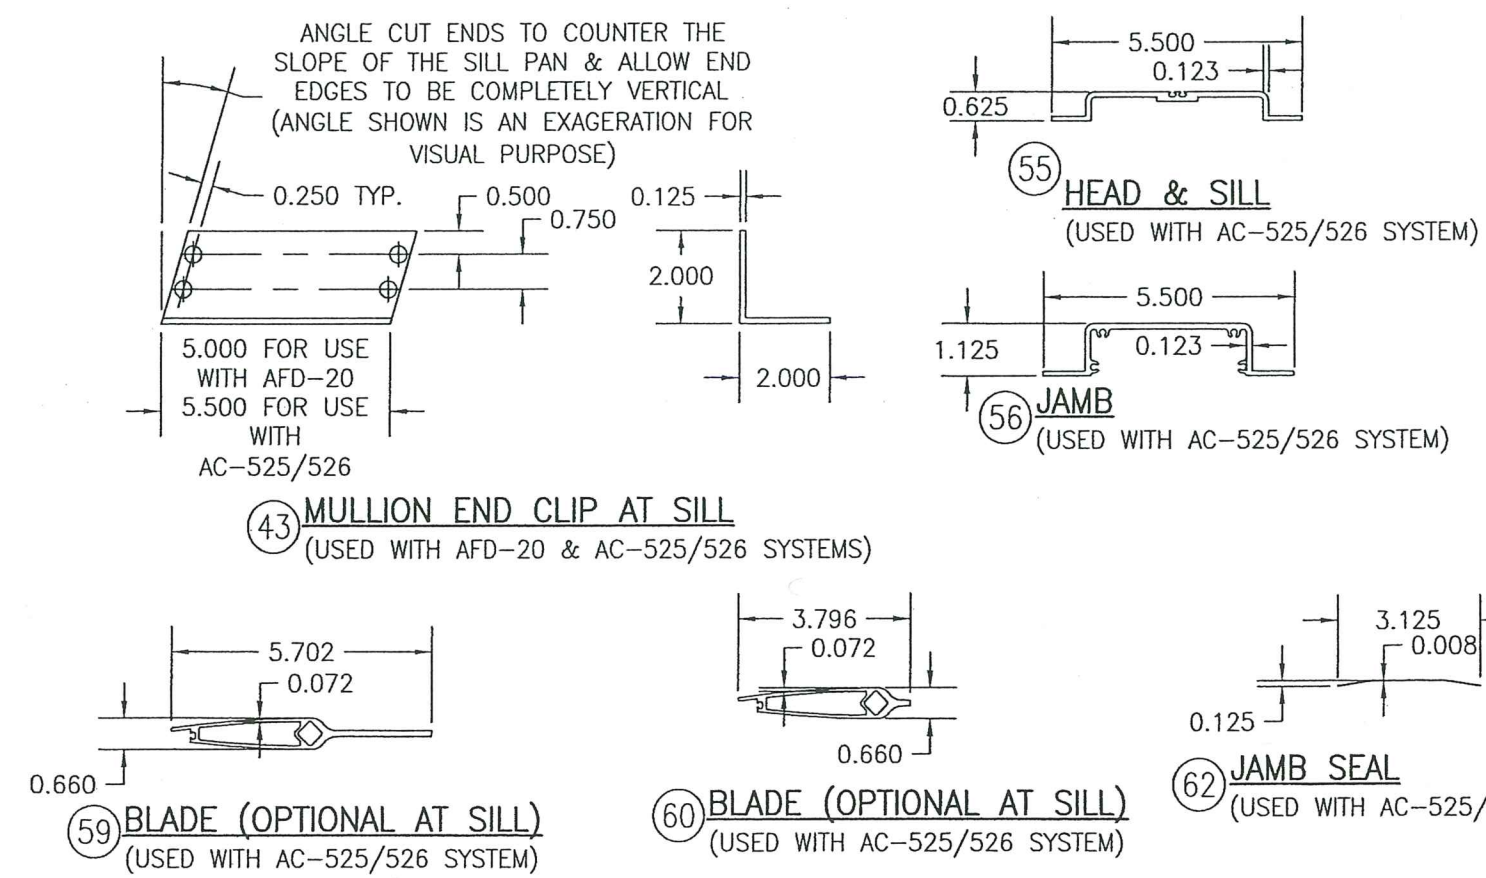 ANGLE CUT ENDS TO COUNTER THE
SLOPE OF THE SILL PAN & ALLOW END
EDGES TO BE COMPLETELY VERTICAL
(ANGLE SHOWN IS AN EXAGERATION FOR
VISUAL PURPOSE)
0.250 TYP.
0.500
0.750
0.125
2.000
2.000
5.000 FOR USE
WITH AFD-20
5.500 FOR USE
WITH
AC-525/526
43 MULLION END CLIP AT SILL
(USED WITH AFD-20 & AC-525/526 SYSTEMS)
5.500
0.123
0.625
55 HEAD & SILL
(USED WITH AC-525/526 SYSTEM)
5.500
1.125
0.123
56 JAMB
(USED WITH AC-525/526 SYSTEM)
5.702
0.072
0.660
59 BLADE (OPTIONAL AT SILL)
(USED WITH AC-525/526 SYSTEM)
3.796
0.072
0.660
60 BLADE (OPTIONAL AT SILL)
(USED WITH AC-525/526 SYSTEM)
3.125
0.008
0.125
62 JAMB SEAL
(USED WITH AC-525/